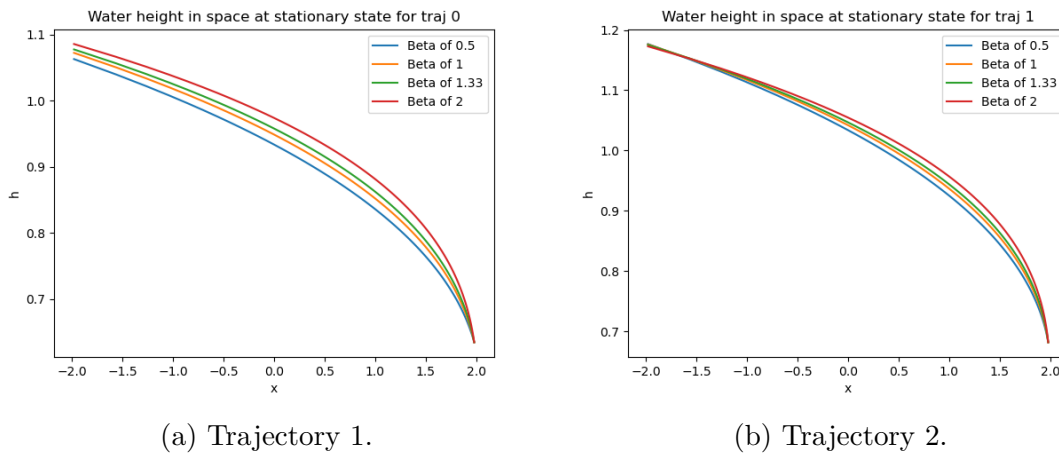 Water height in space at stationary state for traj 0
Beta of 0.5
Beta of 1
Beta of 1.33
Beta of 2
1.1
1.0
0.9
0.8
0.7
h
−2.0 −1.5 −1.0 −0.5 0.0 0.5 1.0 1.5 2.0
x
(a) Trajectory 1.
Water height in space at stationary state for traj 1
Beta of 0.5
Beta of 1
Beta of 1.33
Beta of 2
1.2
1.1
1.0
0.9
0.8
0.7
h
−2.0 −1.5 −1.0 −0.5 0.0 0.5 1.0 1.5 2.0
x
(b) Trajectory 2.